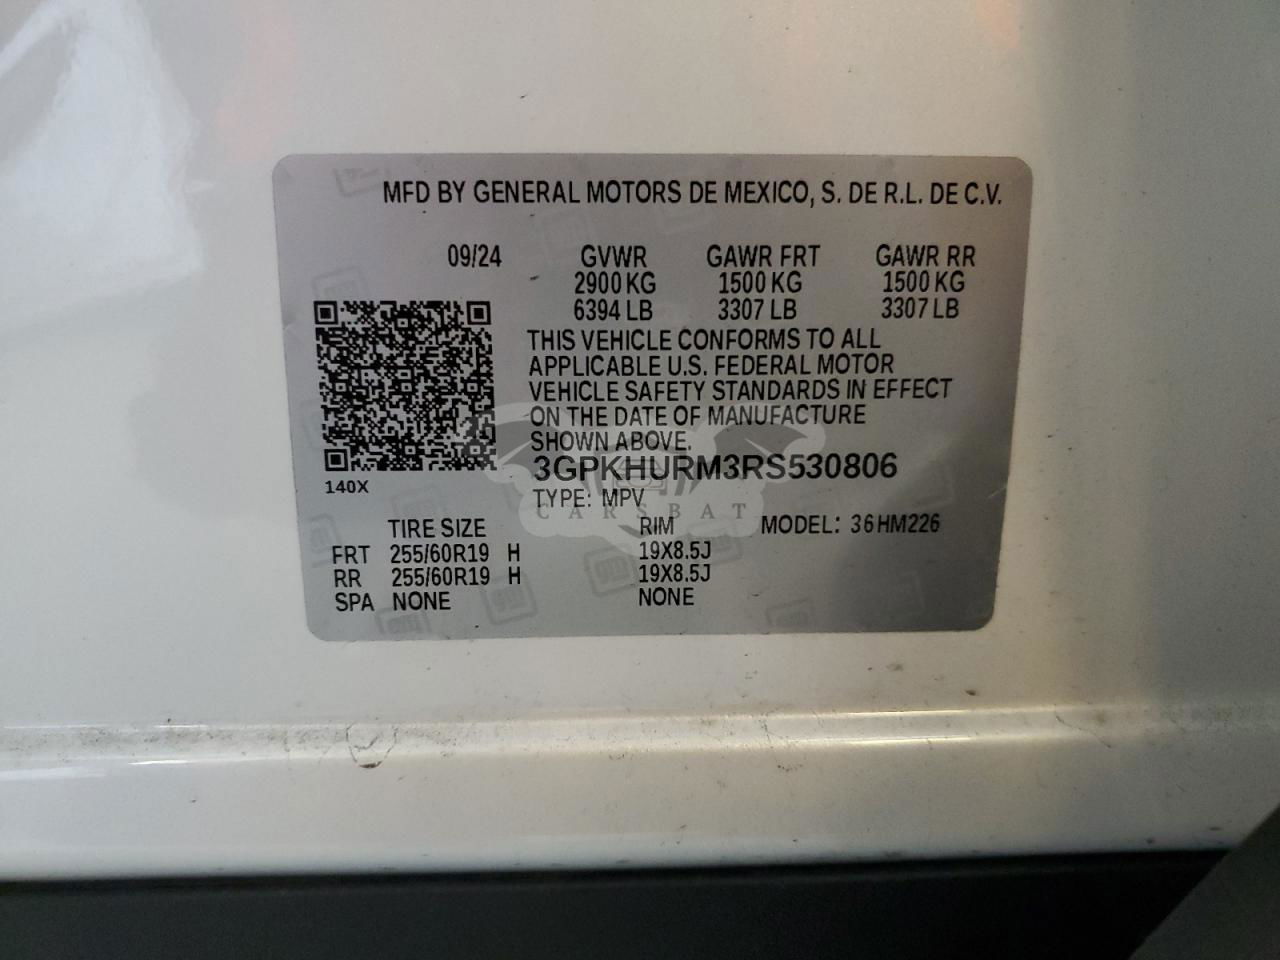 MFD BY GENERAL MOTORS DE MEXICO, S. DE R.L. DE C.V.
09/24 GVWR GAWR FRT GAWR RR
2900 KG 1500 KG 1500 KG
6394 LB 3307 LB 3307 LB
THIS VEHICLE CONFORMS TO ALL
APPLICABLE U.S. FEDERAL MOTOR
VEHICLE SAFETY STANDARDS IN EFFECT
ON THE DATE OF MANUFACTURE
SHOWN ABOVE.
3GPKHURM3RS530806
140X
TYPE: MPV
CARSBAT
TIRE SIZE RIM MODEL: 36HM226
FRT 255/60R19 H 19X8.5J
RR 255/60R19 H 19X8.5J
SPA NONE NONE